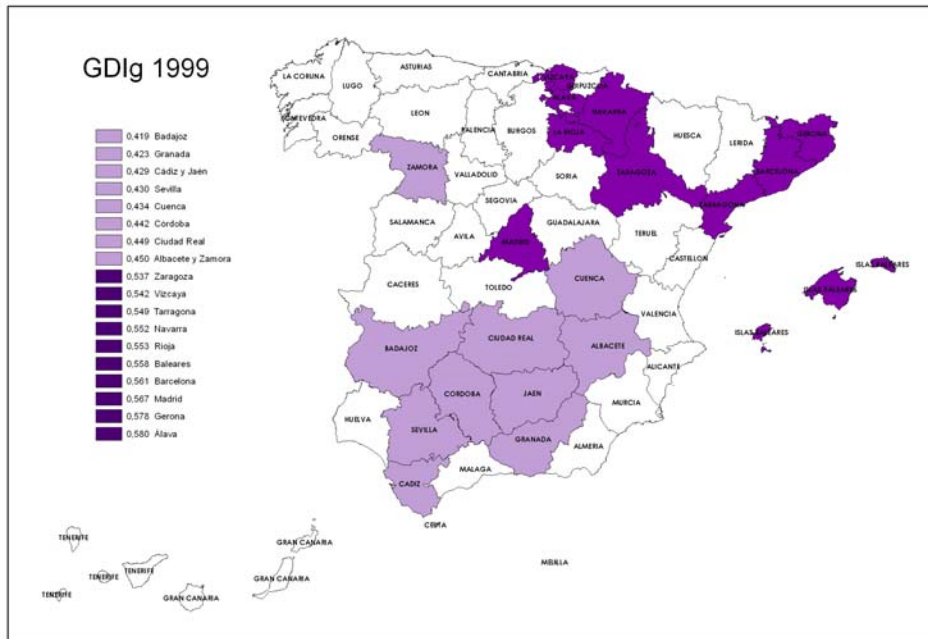 GDIg 1999
0,419 Badajoz
0,423 Granada
0,429 Cádiz y Jaén
0,430 Sevilla
0,434 Cuenca
0,442 Córdoba
0,449 Ciudad Real
0,450 Albacete y Zamora
0,537 Zaragoza
0,542 Vizcaya
0,549 Tarragona
0,552 Navarra
0,553 Rioja
0,558 Baleares
0,561 Barcelona
0,567 Madrid
0,578 Gerona
0,580 Álava
LA CORUNA
LUGO
ASTURIAS
CANTABRIA
VIZCAYA
GUIPUZCOA
ALAVA
NAVARRA
PONTEVEDRA
ORENSE
LEON
PALENCIA
BURGOS
LA RIOJA
HUESCA
LERIDA
GERONA
BARCELONA
ZAMORA
VALLADOLID
SORIA
ZARAGOZA
TARRAGONA
SEGOVIA
SALAMANCA
AVILA
MADRID
GUADALAJARA
TERUEL
CASTELLON
ISLAS BALEARES
ISLAS BALEARES
ISLAS BALEARES
CACERES
TOLEDO
CUENCA
VALENCIA
BADAJOZ
CIUDAD REAL
ALBACETE
ALICANTE
CORDOBA
JAEN
MURCIA
HUELVA
SEVILLA
GRANADA
ALMERIA
CADIZ
MALAGA
CEUTA
MELILLA
TENERIFE
TENERIFE
TENERIFE
TENERIFE
GRAN CANARIA
GRAN CANARIA
GRAN CANARIA